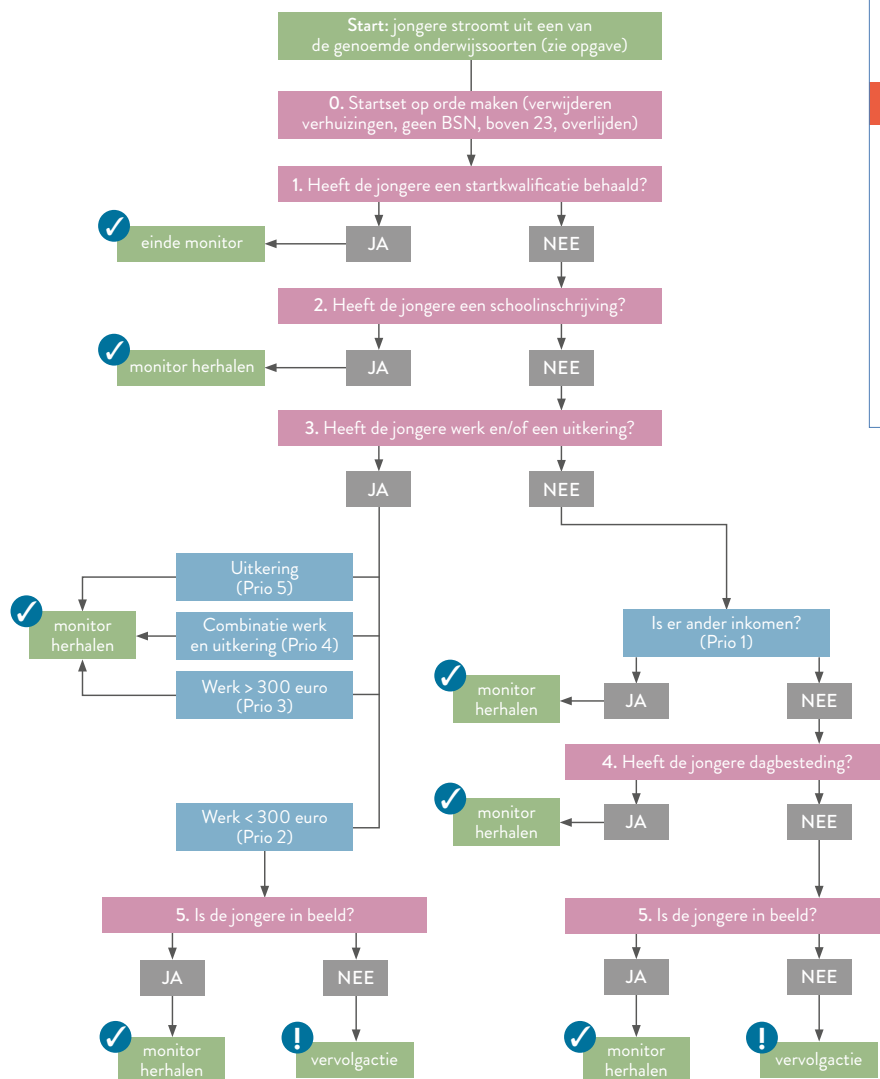 Start: jongere stroomt uit een van
de genoemde onderwijssoorten (zie opgave)
0. Startset op orde maken (verwijderen
verhuizingen, geen BSN, boven 23, overlijden)
1. Heeft de jongere een startkwalificatie behaald?
einde monitor
JA
NEE
2. Heeft de jongere een schoolinschrijving?
monitor herhalen
JA
NEE
3. Heeft de jongere werk en/of een uitkering?
JA
NEE
Uitkering
(Prio 5)
monitor
herhalen
Combinatie werk
en uitkering (Prio 4)
Werk > 300 euro
(Prio 3)
Is er ander inkomen?
(Prio 1)
monitor
herhalen
JA
NEE
4. Heeft de jongere dagbesteding?
monitor
herhalen
JA
NEE
Werk < 300 euro
(Prio 2)
5. Is de jongere in beeld?
JA
NEE
monitor
herhalen
vervolgactie
5. Is de jongere in beeld?
JA
NEE
monitor
herhalen
vervolgactie